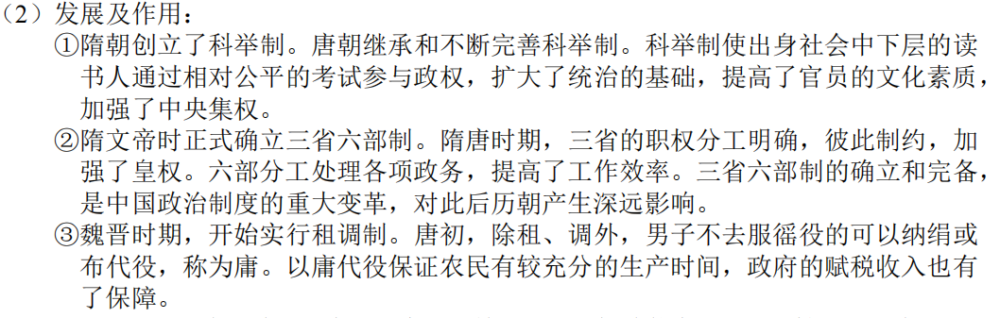 （2）发展及作用：
①隋朝创立了科举制。唐朝继承和不断完善科举制。科举制使出身社会中下层的读
书人通过相对公平的考试参与政权，扩大了统治的基础，提高了官员的文化素质，
加强了中央集权。
②隋文帝时正式确立三省六部制。隋唐时期，三省的职权分工明确，彼此制约，加
强了皇权。六部分工处理各项政务，提高了工作效率。三省六部制的确立和完备，
是中国政治制度的重大变革，对此后历朝产生深远影响。
③魏晋时期，开始实行租调制。唐初，除租、调外，男子不去服徭役的可以纳绢或
布代役，称为庸。以庸代役保证农民有较充分的生产时间，政府的赋税收入也有
了保障。